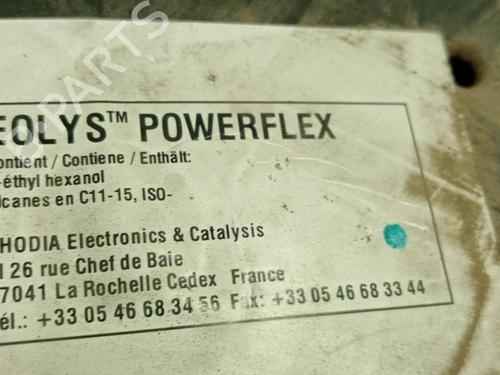 EOLYS™ POWERFLEX
ontient / Contiene / Enthält:
-éthyl hexanol
lcanes en C11-15, ISO-
HODIA Electronics & Catalysis
26 rue Chef de Baie
7041 La Rochelle Cedex France
él.: +33 05 46 68 34 56 Fax: +33 05 46 68 33 44